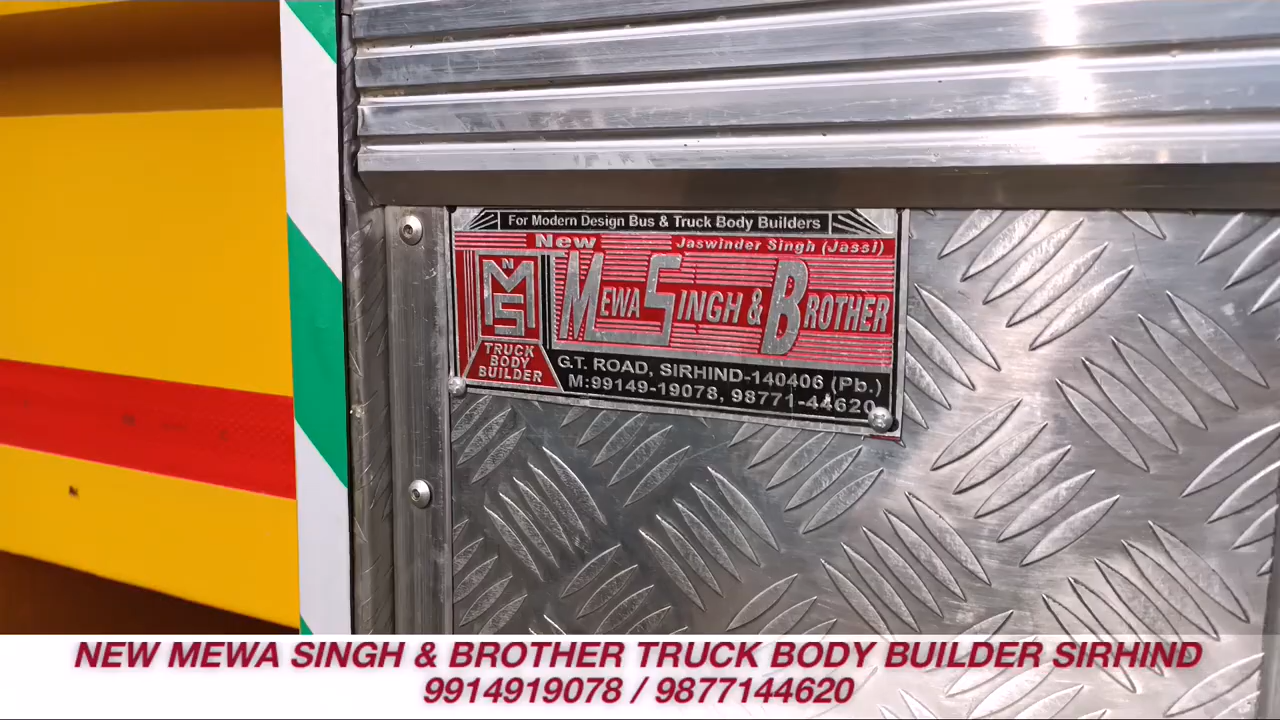 For Modern Design Bus & Truck Body Builders
New Jaswinder Singh (Jassi)
NMS MEWA SINGH & BROTHER
TRUCK
BODY
BUILDER
G.T. ROAD, SIRHIND-140406 (Pb.)
M:99149-19078, 98771-44620
NEW MEWA SINGH & BROTHER TRUCK BODY BUILDER SIRHIND
9914919078 / 9877144620